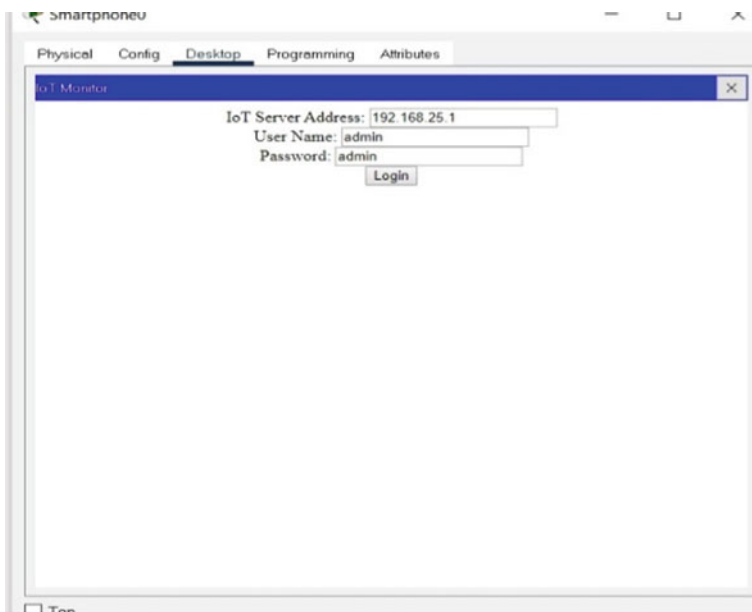 Smartphone0
Physical Config Desktop Programming Attributes
IoT Monitor
IoT Server Address: 192.168.25.1
User Name: admin
Password: admin
Login
Top